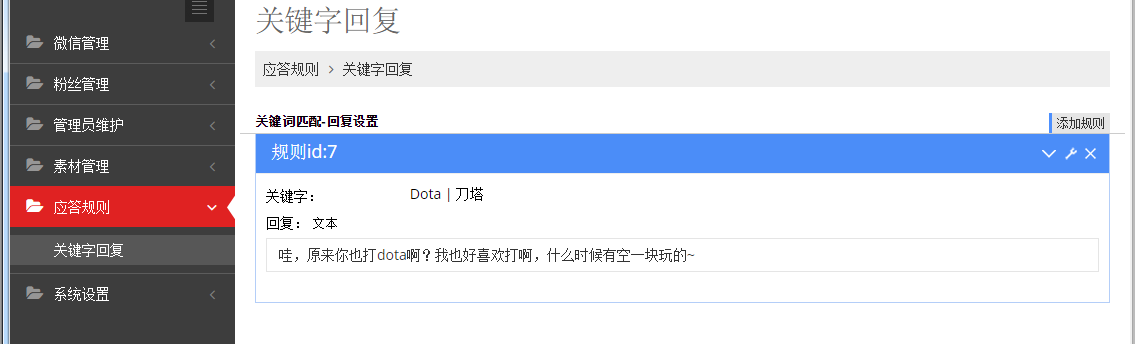 关键字回复
微信管理
粉丝管理
管理员维护
素材管理
应答规则
关键字回复
系统设置
应答规则 > 关键字回复
关键词匹配-回复设置
添加规则
规则id:7
关键字： Dota | 刀塔
回复： 文本
哇，原来你也打dota啊？我也好喜欢打啊，什么时候有空一块玩的~